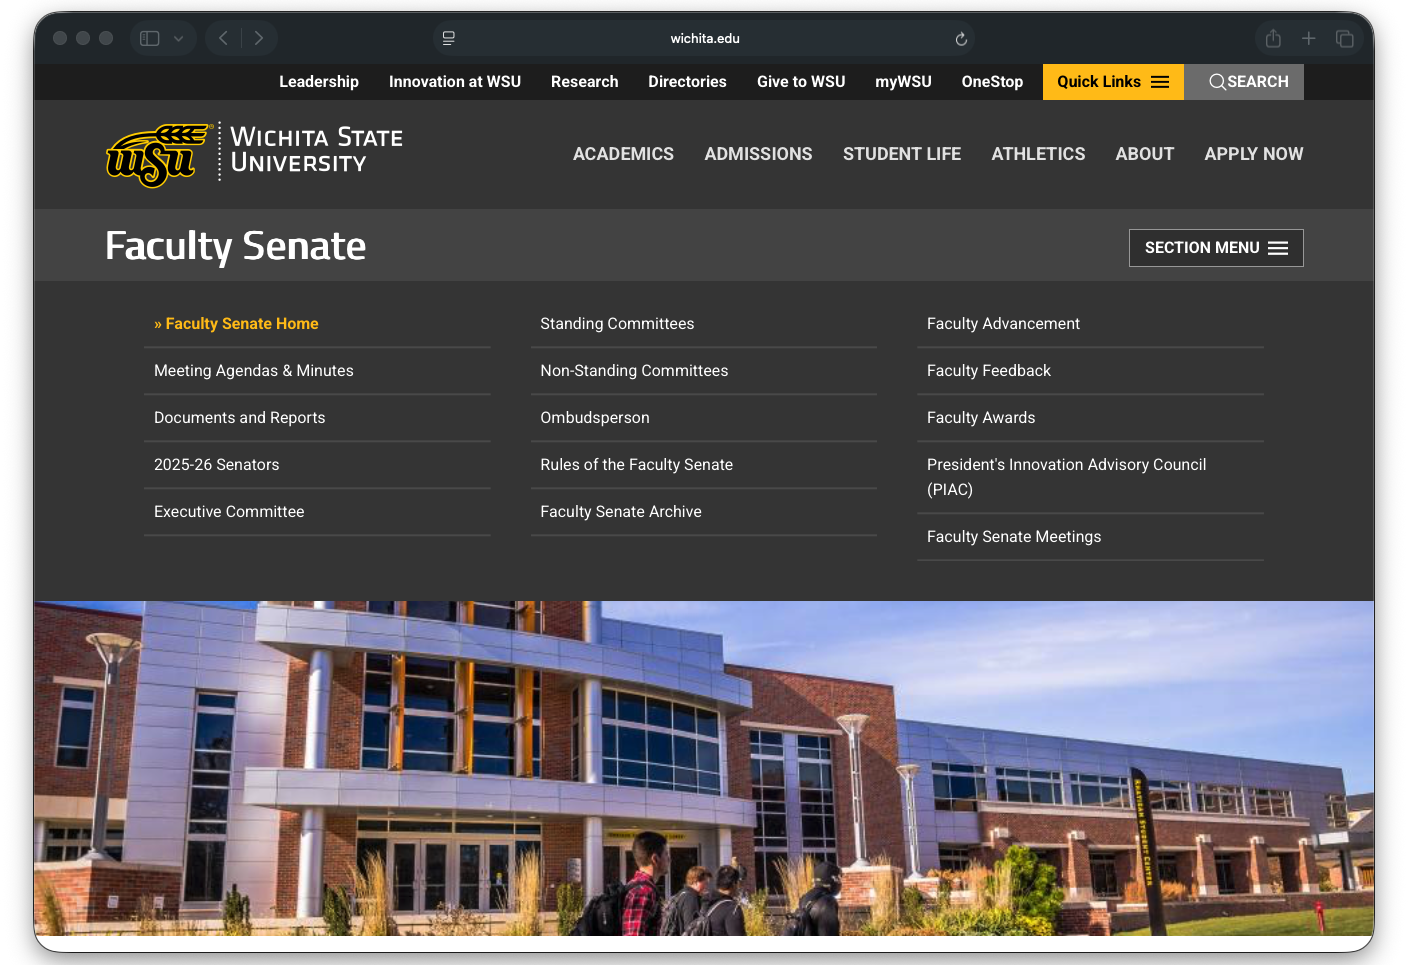 wichita.edu
Leadership Innovation at WSU Research Directories Give to WSU myWSU OneStop Quick Links SEARCH
wsu
WICHITA STATE
UNIVERSITY
ACADEMICS ADMISSIONS STUDENT LIFE ATHLETICS ABOUT APPLY NOW
Faculty Senate
SECTION MENU
» Faculty Senate Home
Meeting Agendas & Minutes
Documents and Reports
2025-26 Senators
Executive Committee
Standing Committees
Non-Standing Committees
Ombudsperson
Rules of the Faculty Senate
Faculty Senate Archive
Faculty Advancement
Faculty Feedback
Faculty Awards
President's Innovation Advisory Council
(PIAC)
Faculty Senate Meetings
RHATIGAN STUDENT CENTER